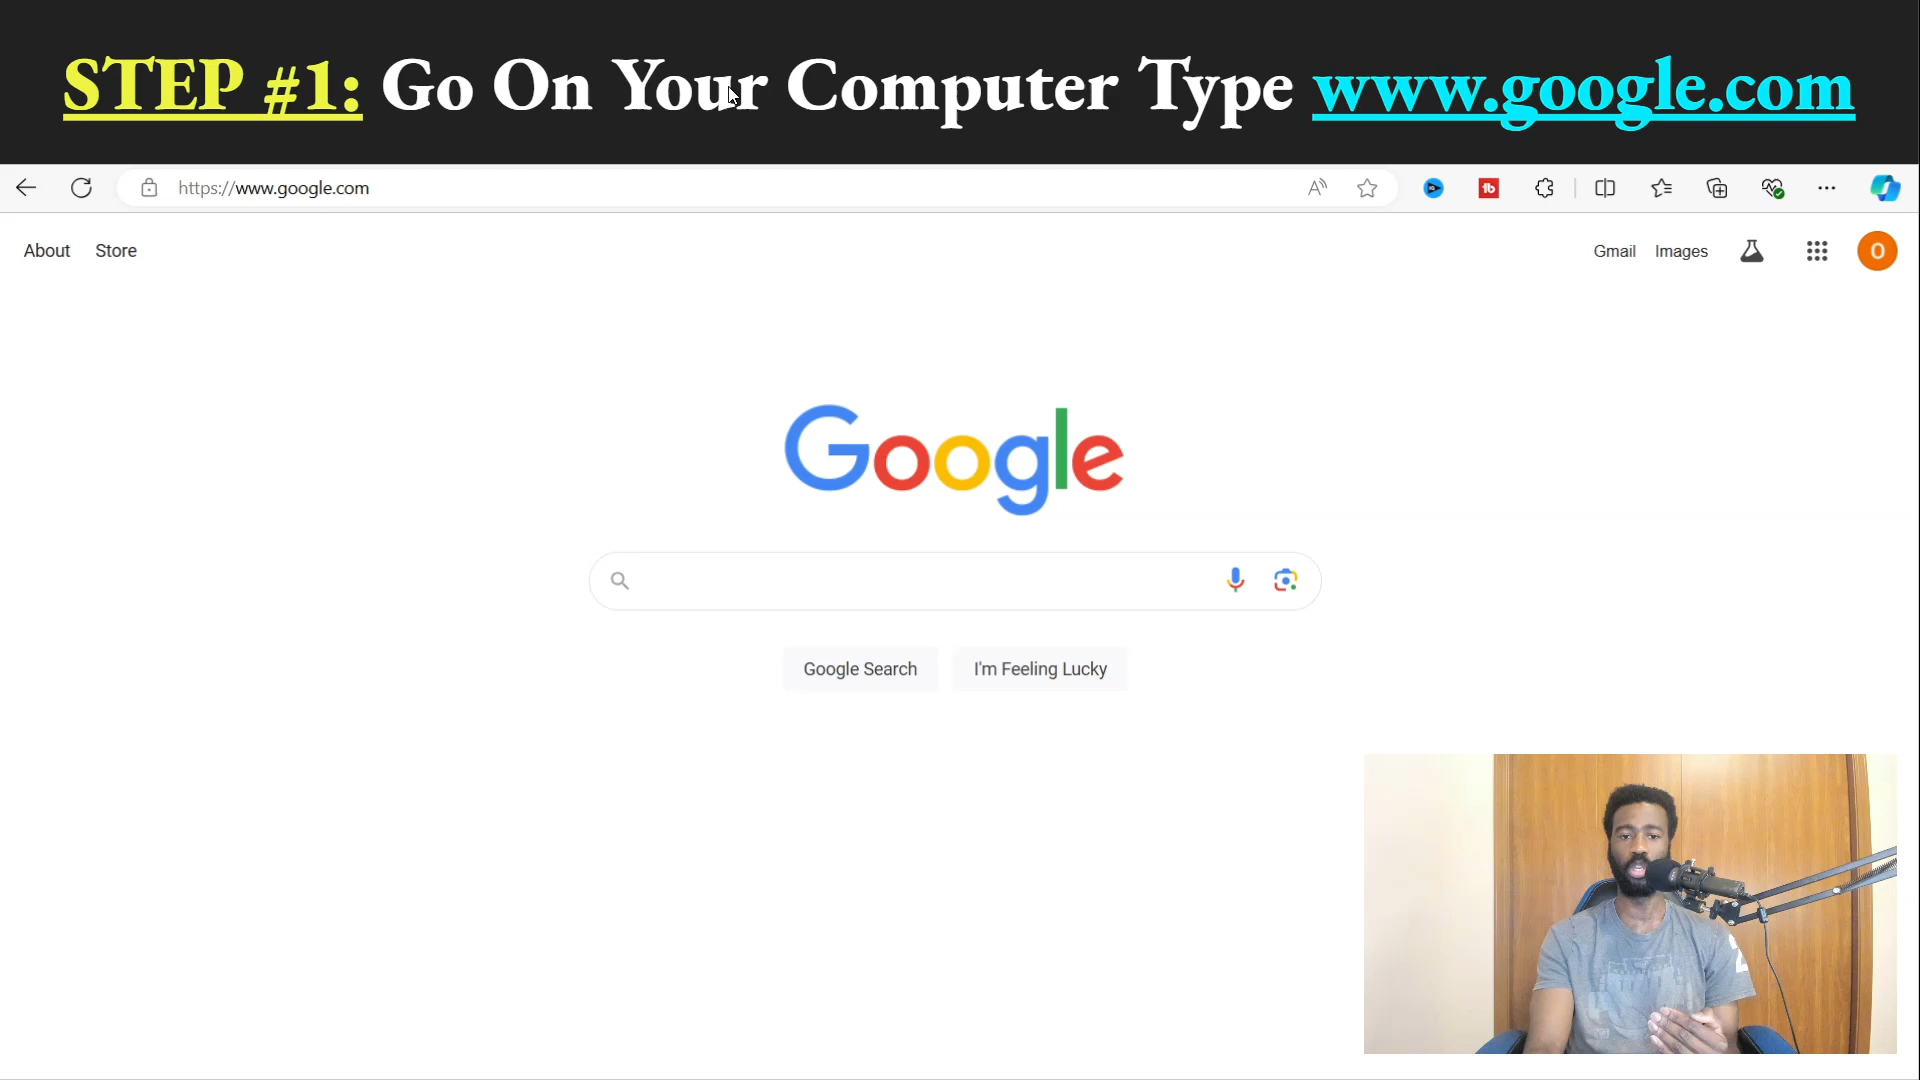 STEP #1: Go On Your Computer Type www.google.com
https://www.google.com
About Store
Gmail Images
O
Google
Google Search I'm Feeling Lucky